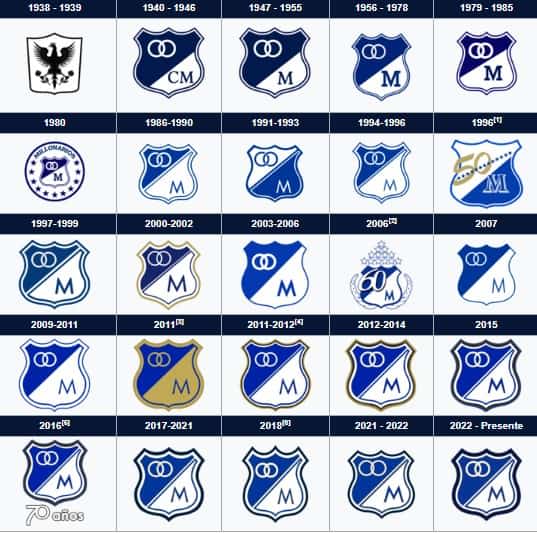 1938 - 1939 1940 - 1946 1947 - 1955 1956 - 1978 1979 - 1985
CM M M M
1980 1986-1990 1991-1993 1994-1996 1996[1]
MILLONARIOS M M M M 50 M
1997-1999 2000-2002 2003-2006 2006[2] 2007
M M M 60 M M
2009-2011 2011[3] 2011-2012[4] 2012-2014 2015
M M M M M
2016[5] 2017-2021 2018[6] 2021 - 2022 2022 - Presente
M M M M M
70 años